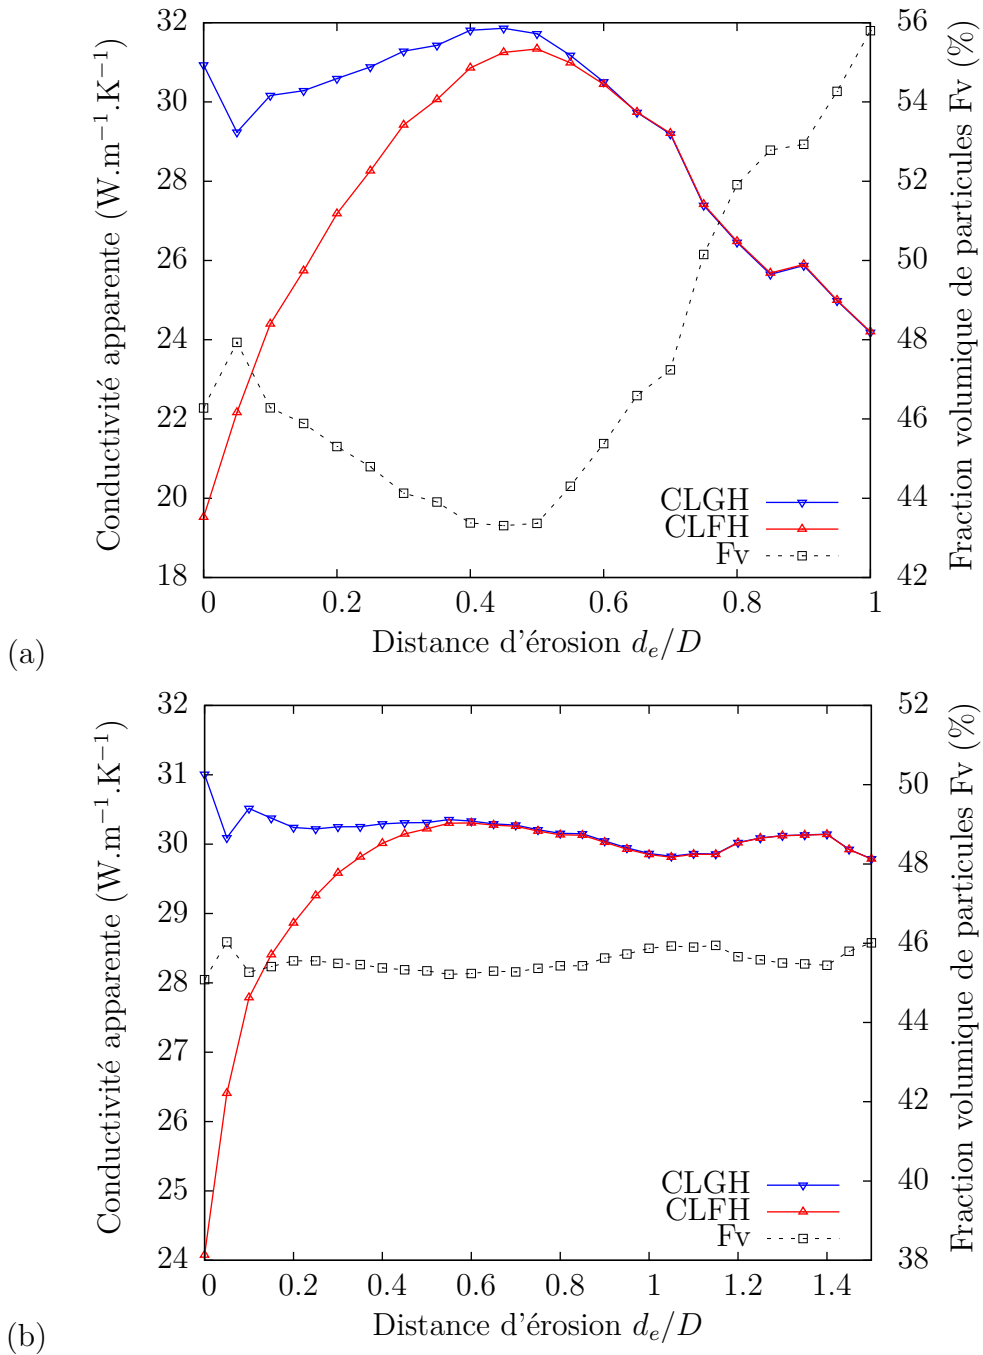 (a)
Conductivité apparente (W.m⁻¹.K⁻¹)
32
30
28
26
24
22
20
18
56
54
52
50
48
46
44
42
Fraction volumique de particules Fv (%)
CLGH
CLFH
Fv
0 0.2 0.4 0.6 0.8 1
Distance d'érosion dₑ/D
(b)
Conductivité apparente (W.m⁻¹.K⁻¹)
32
31
30
29
28
27
26
25
24
52
50
48
46
44
42
40
38
Fraction volumique de particules Fv (%)
CLGH
CLFH
Fv
0 0.2 0.4 0.6 0.8 1 1.2 1.4
Distance d'érosion dₑ/D